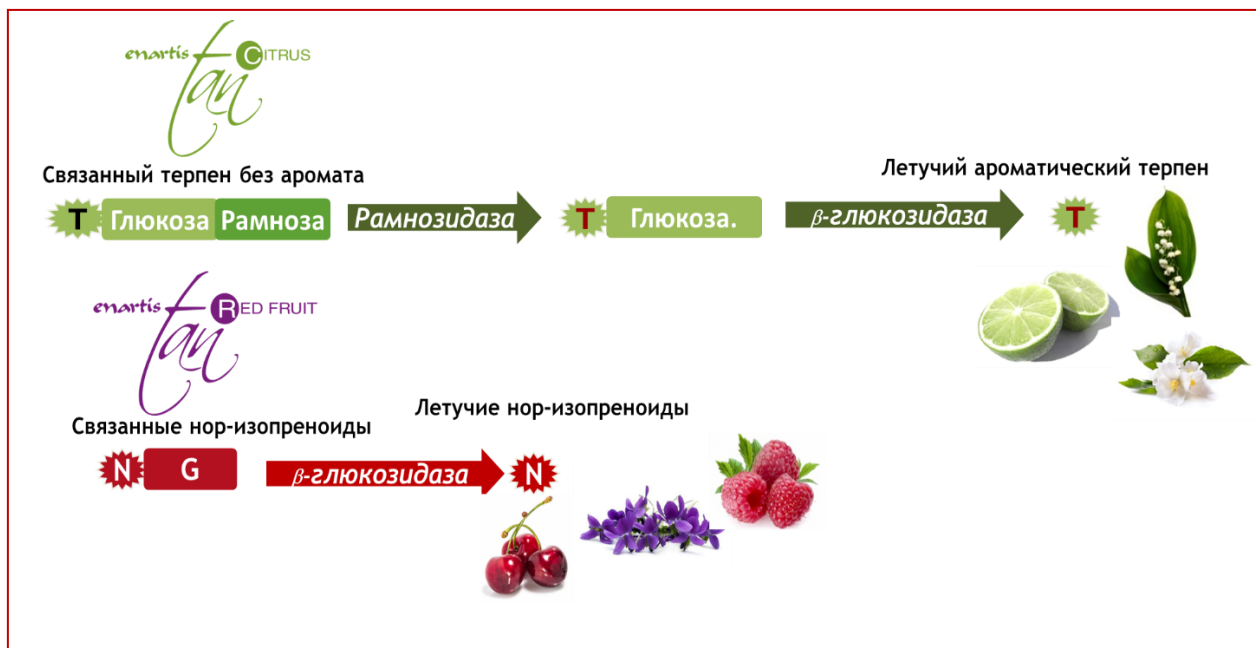 enartis tan CITRUS
Связанный терпен без аромата
Летучий ароматический терпен
Т Глюкоза Рамноза Рамнозидаза Т Глюкоза. β-глюкозидаза Т
enartis tan RED FRUIT
Связанные нор-изопреноиды
Летучие нор-изопреноиды
N G β-глюкозидаза N